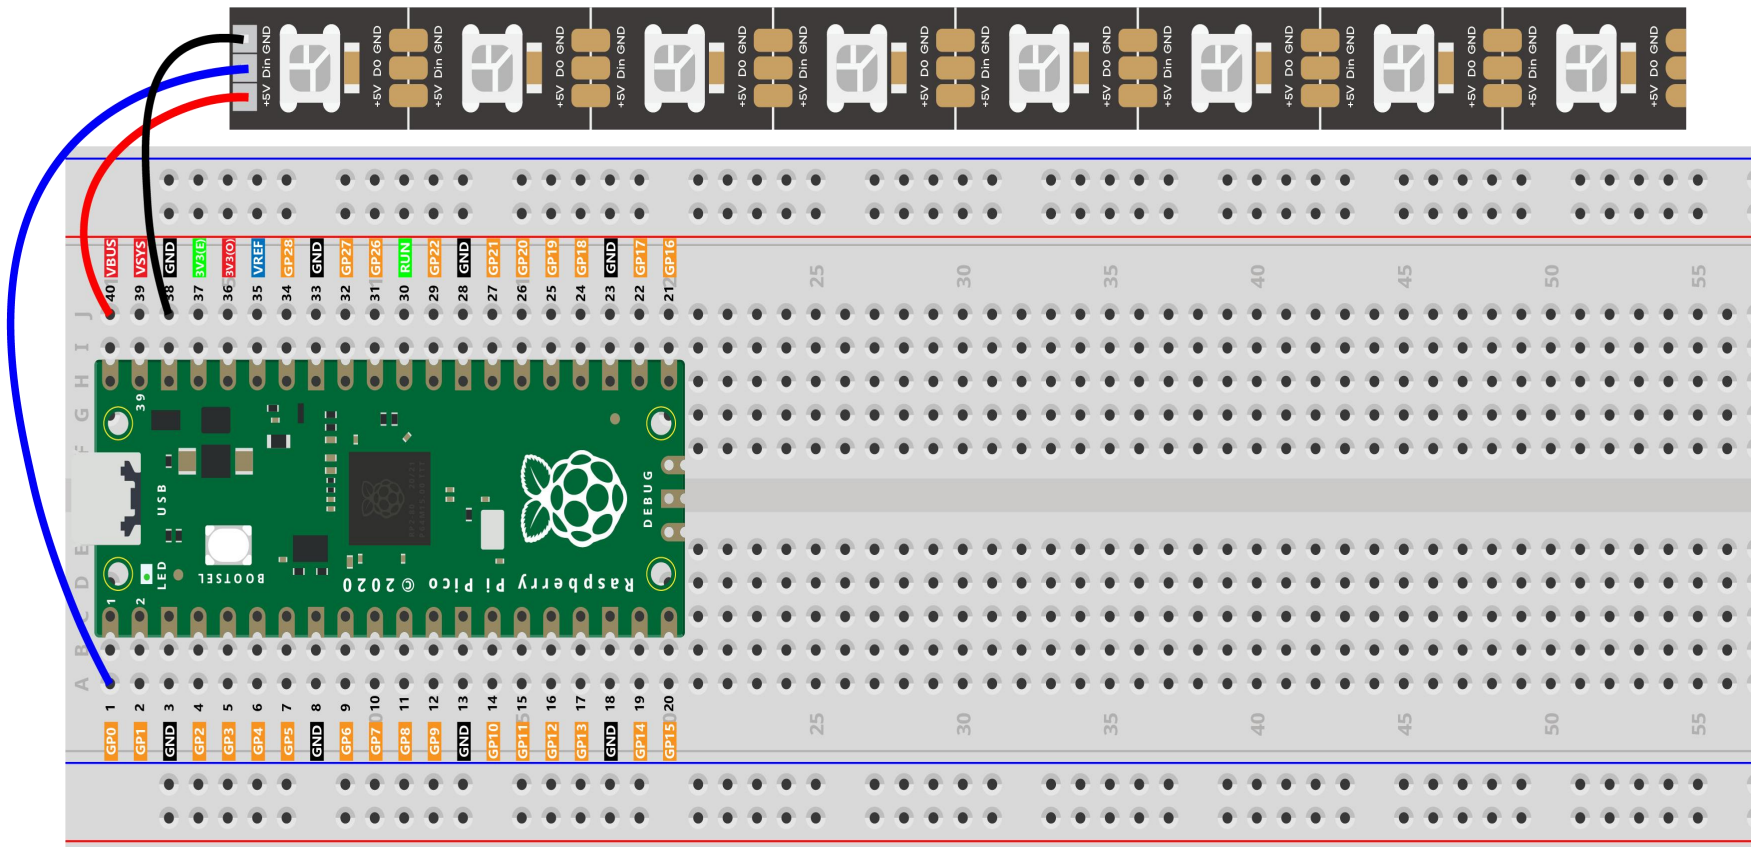 +5V Din GND +5V DO GND +5V Din GND +5V DO GND +5V Din GND +5V DO GND +5V Din GND +5V DO GND +5V Din GND +5V DO GND +5V Din GND +5V DO GND +5V Din GND +5V DO GND +5V Din GND +5V DO GND
VBUS VSYS GND 3V3(E) 3V3(O) VREF GP28 GND GP27 GP26 RUN GP22 GND GP21 GP20 GP19 GP18 GND GP17 GP16
40 39 38 37 36 35 34 33 32 31 30 29 28 27 26 25 24 23 22 21
25 30 35 40 45 50 55
J
I
H
G
F
E
D
C
B
A
39
USB
DEBUG
LED
BOOTSEL
Raspberry Pi Pico © 2020
1 2
1 2 3 4 5 6 7 8 9 10 11 12 13 14 15 16 17 18 19 20
25 30 35 40 45 50 55
GP0 GP1 GND GP2 GP3 GP4 GP5 GND GP6 GP7 GP8 GP9 GND GP10 GP11 GP12 GP13 GND GP14 GP15